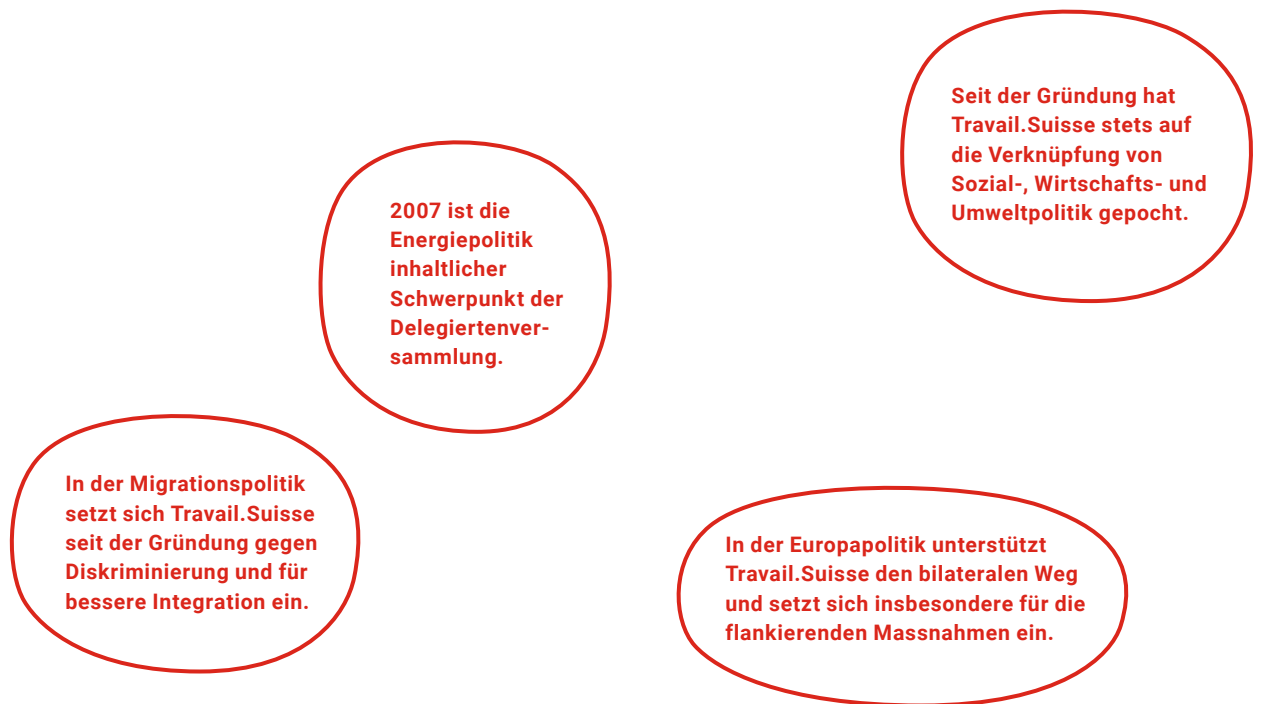 Seit der Gründung hat
Travail.Suisse stets auf
die Verknüpfung von
Sozial-, Wirtschafts- und
Umweltpolitik gepocht.
2007 ist die
Energiepolitik
inhaltlicher
Schwerpunkt der
Delegiertenver-
sammlung.
In der Migrationspolitik
setzt sich Travail.Suisse
seit der Gründung gegen
Diskriminierung und für
bessere Integration ein.
In der Europapolitik unterstützt
Travail.Suisse den bilateralen Weg
und setzt sich insbesondere für die
flankierenden Massnahmen ein.